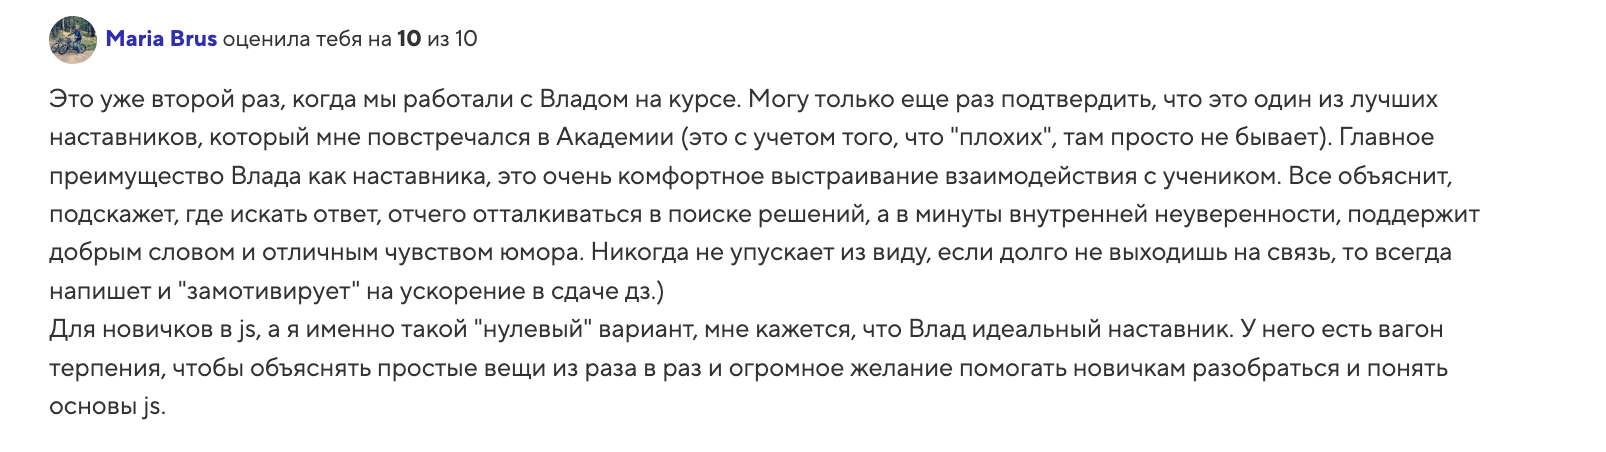 Maria Brus оценила тебя на 10 из 10
Это уже второй раз, когда мы работали с Владом на курсе. Могу только еще раз подтвердить, что это один из лучших
наставников, который мне повстречался в Академии (это с учетом того, что "плохих", там просто не бывает). Главное
преимущество Влада как наставника, это очень комфортное выстраивание взаимодействия с учеником. Все объяснит,
подскажет, где искать ответ, отчего отталкиваться в поиске решений, а в минуты внутренней неуверенности, поддержит
добрым словом и отличным чувством юмора. Никогда не упускает из виду, если долго не выходишь на связь, то всегда
напишет и "замотивирует" на ускорение в сдаче дз.)
Для новичков в js, а я именно такой "нулевый" вариант, мне кажется, что Влад идеальный наставник. У него есть вагон
терпения, чтобы объяснять простые вещи из раза в раз и огромное желание помогать новичкам разобраться и понять
основы js.